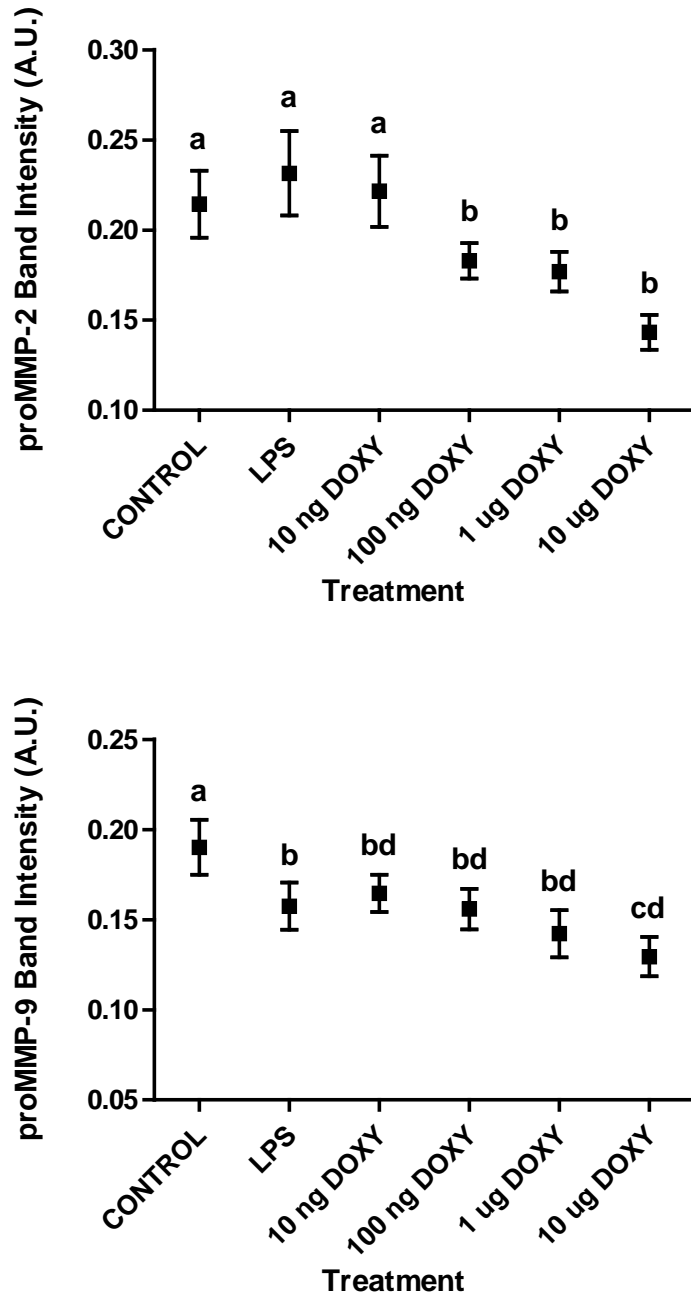 proMMP-2 Band Intensity (A.U.)
0.30
0.25
0.20
0.15
0.10
a
a
a
b
b
b
CONTROL
LPS
10 ng DOXY
100 ng DOXY
1 ug DOXY
10 ug DOXY
Treatment
proMMP-9 Band Intensity (A.U.)
0.25
0.20
0.15
0.10
0.05
a
b
bd
bd
bd
cd
CONTROL
LPS
10 ng DOXY
100 ng DOXY
1 ug DOXY
10 ug DOXY
Treatment